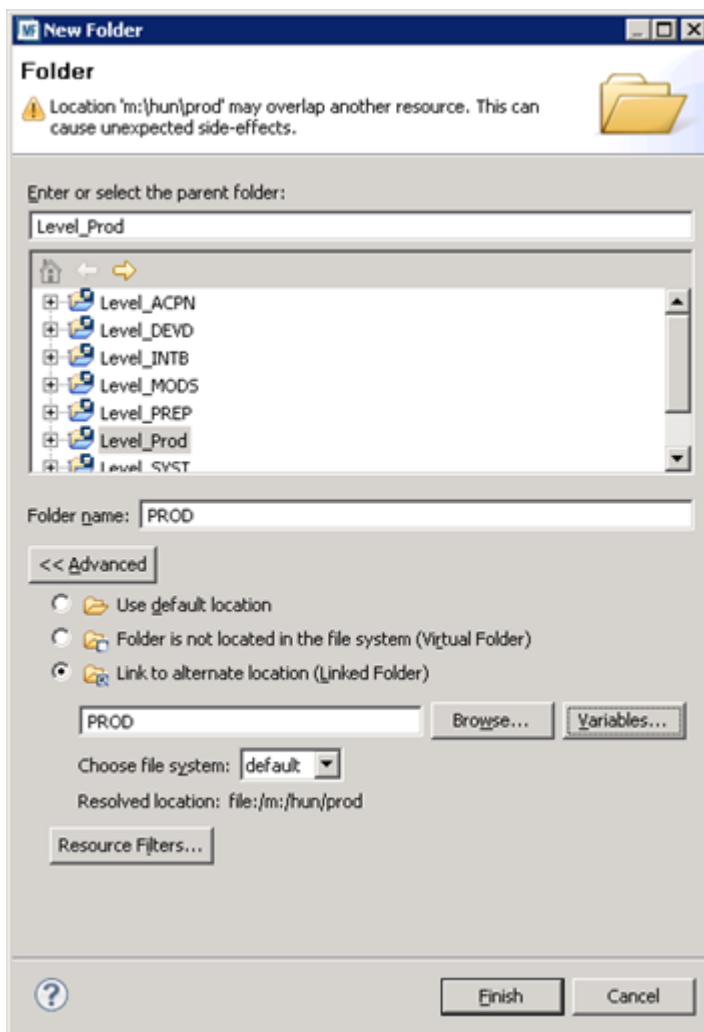 MF New Folder
Folder
Location 'm:\hun\prod' may overlap another resource. This can
cause unexpected side-effects.
Enter or select the parent folder:
Level_Prod
Level_ACPN
Level_DEVD
Level_INTB
Level_MODS
Level_PREP
Level_Prod
Level_SYST
Folder name: PROD
<< Advanced
Use default location
Folder is not located in the file system (Virtual Folder)
Link to alternate location (Linked Folder)
PROD Browse... Variables...
Choose file system: default
Resolved location: file:/m:/hun/prod
Resource Filters...
? Finish Cancel